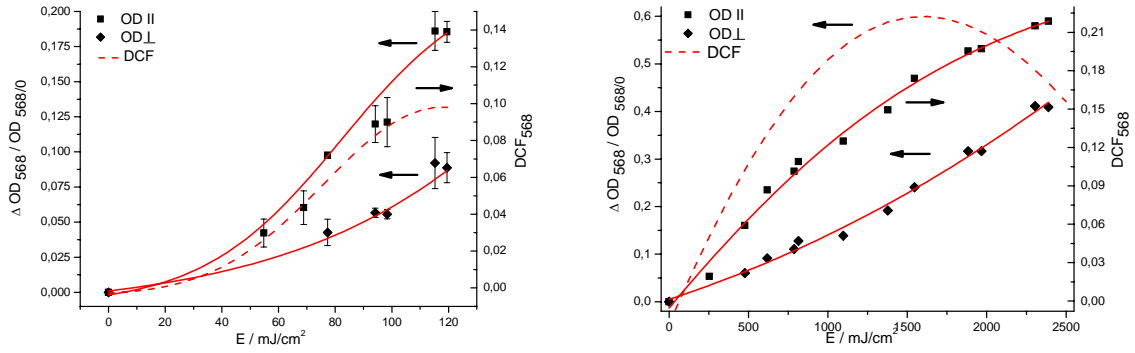 OD II
OD⊥
DCF
Δ OD 568 / OD 568/0
0,200
0,175
0,150
0,125
0,100
0,075
0,050
0,025
0,000
0,14
0,12
0,10
0,08
0,06
0,04
0,02
0,00
DCF568
0 20 40 60 80 100 120
E / mJ/cm²
OD II
OD⊥
DCF
Δ OD 568 / OD 568/0
0,6
0,5
0,4
0,3
0,2
0,1
0,0
0,21
0,18
0,15
0,12
0,09
0,06
0,03
0,00
DCF568
0 500 1000 1500 2000 2500
E / mJ/cm²